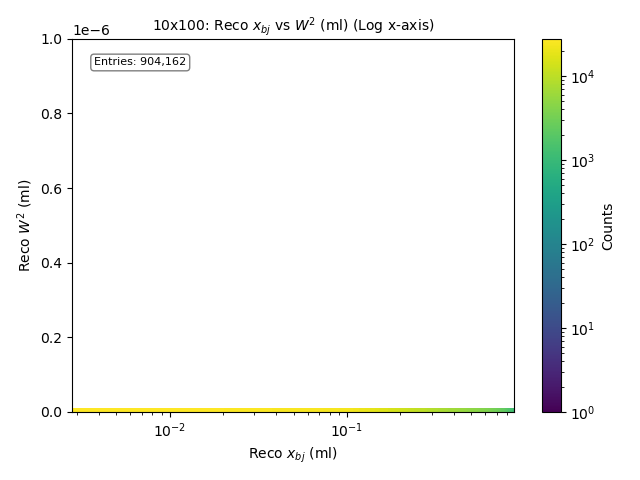 10x100: Reco $x_{bj}$ vs $W^2$ (ml) (Log x-axis)
1e−6
Entries: 904,162
1.0
0.8
0.6
0.4
0.2
0.0
Reco $W^2$ (ml)
$10^{-2}$ $10^{-1}$
Reco $x_{bj}$ (ml)
$10^4$
$10^3$
$10^2$
$10^1$
$10^0$
Counts